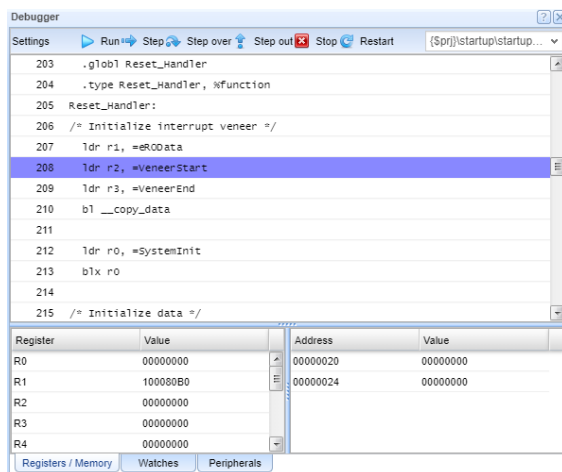 Debugger
Settings Run Step Step over Step out Stop Restart {$prj}\startup\startup...
203 .globl Reset_Handler
204 .type Reset_Handler, %function
205 Reset_Handler:
206 /* Initialize interrupt veneer */
207 ldr r1, =eROData
208 ldr r2, =VeneerStart
209 ldr r3, =VeneerEnd
210 bl __copy_data
211
212 ldr r0, =SystemInit
213 blx r0
214
215 /* Initialize data */
Register Value Address Value
R0 00000000 00000020 00000000
R1 100080B0 00000024 00000000
R2 00000000
R3 00000000
R4 00000000
Registers / Memory Watches Peripherals